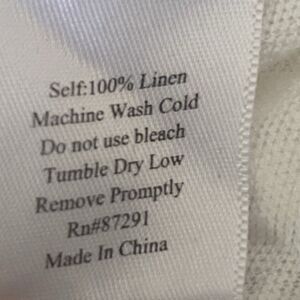 Self:100% Linen
Machine Wash Cold
Do not use bleach
Tumble Dry Low
Remove Promptly
Rn#87291
Made In China